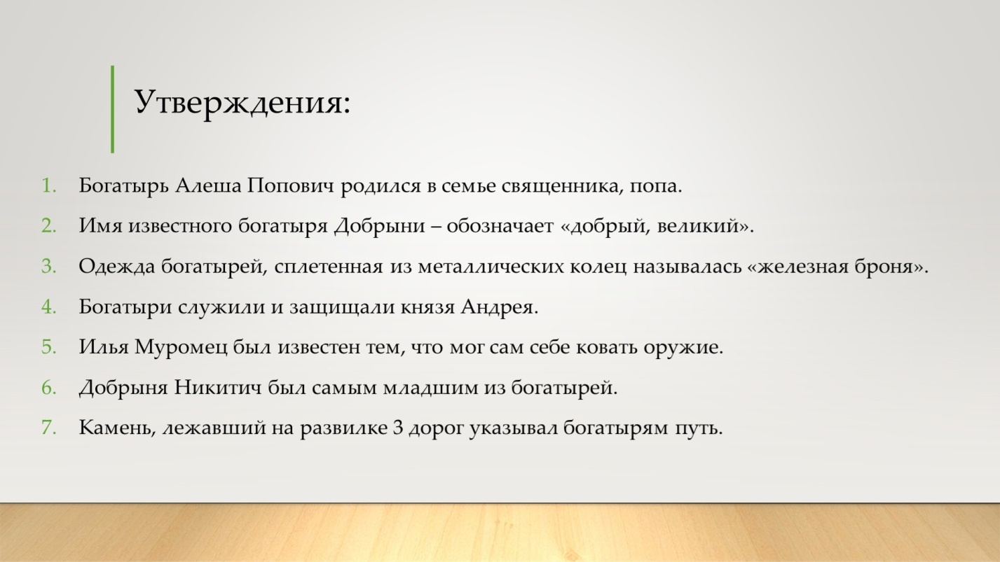 Утверждения:
1. Богатырь Алеша Попович родился в семье священника, попа.
2. Имя известного богатыря Добрыни – обозначает «добрый, великий».
3. Одежда богатырей, сплетенная из металлических колец называлась «железная броня».
4. Богатыри служили и защищали князя Андрея.
5. Илья Муромец был известен тем, что мог сам себе ковать оружие.
6. Добрыня Никитич был самым младшим из богатырей.
7. Камень, лежавший на развилке 3 дорог указывал богатырям путь.